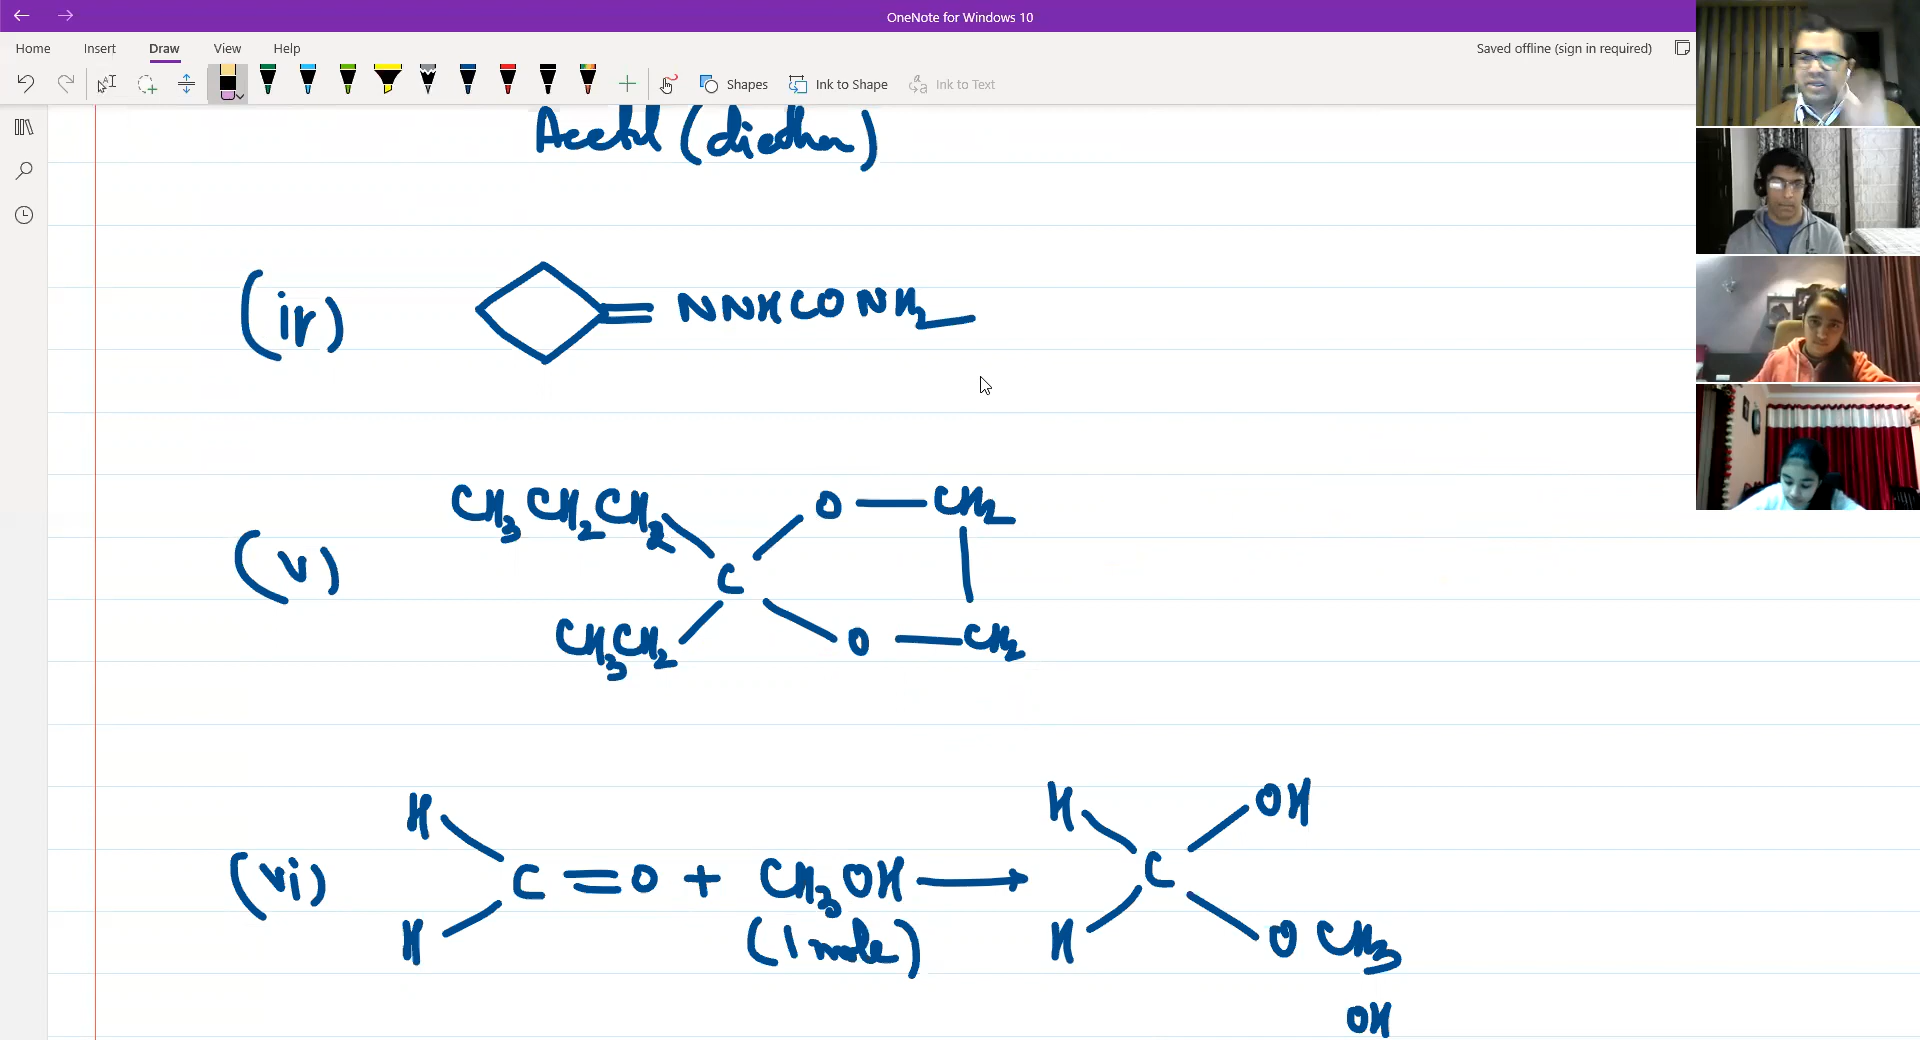 OneNote for Windows 10
Home Insert Draw View Help
Saved offline (sign in required)
Shapes Ink to Shape Ink to Text
Acetal (diether)
(iv) = NNHCONH2
CH3CH2CH2 O — CH2
(v) C
CH3CH2 O — CH2
H H OH
(vi) C = O + CH3OH → C
H (1 mole) H OCH3
OH